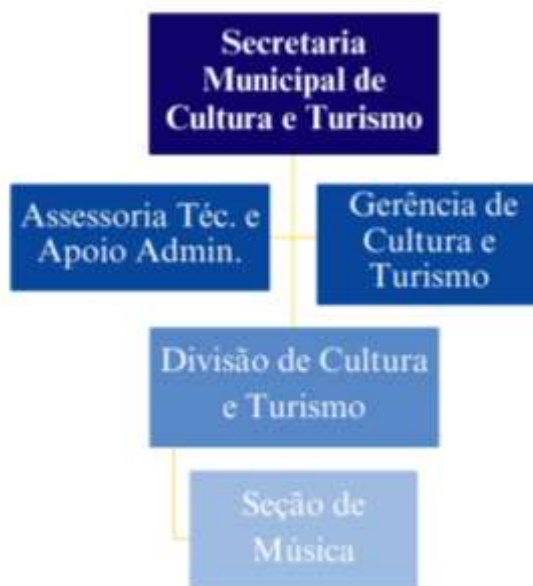 Secretaria
Municipal de
Cultura e Turismo
Assessoria Téc. e
Apoio Admin.
Gerência de
Cultura e
Turismo
Divisão de Cultura
e Turismo
Seção de
Música